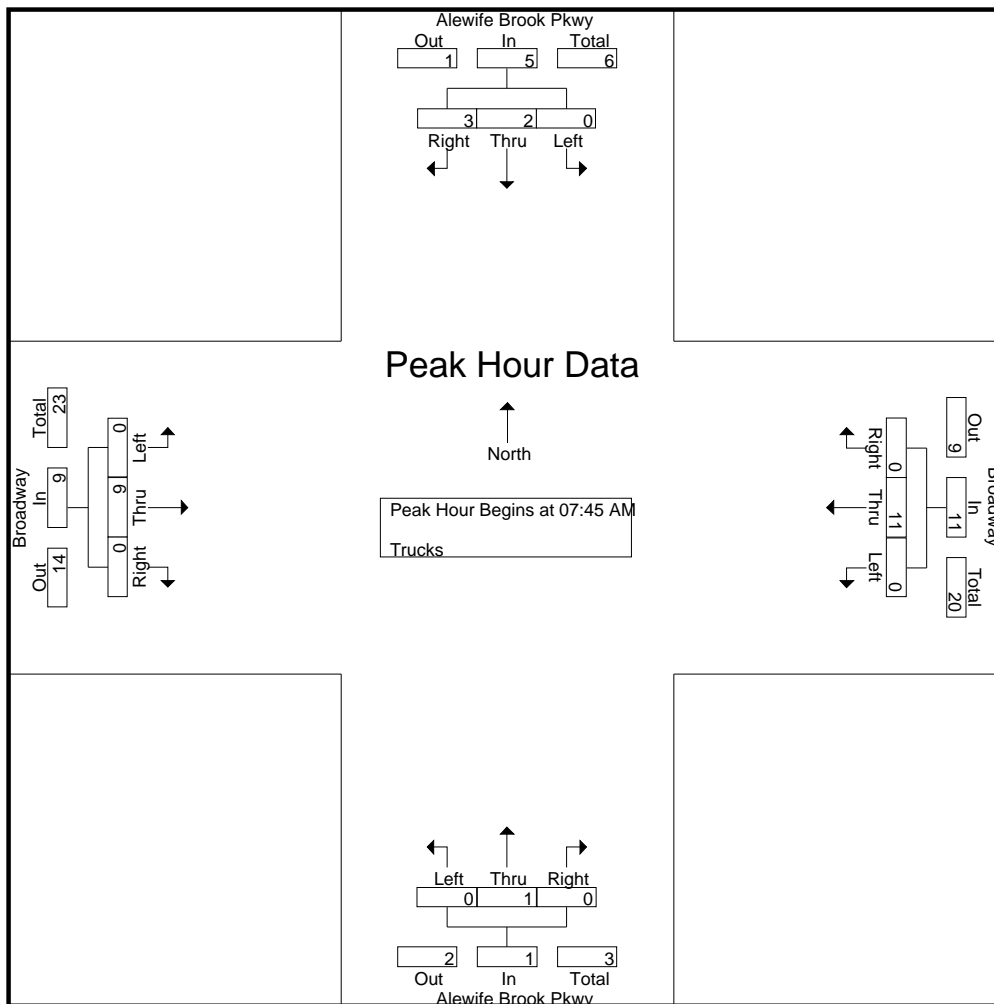 Alewife Brook Pkwy
Out In Total
1 5 6
3 2 0
Right Thru Left
Peak Hour Data
North
Peak Hour Begins at 07:45 AM
Trucks
Broadway
Out In Total
14 9 23
Left Thru Right
0 9 0
Right Thru Left
0 11 0
Out In Total
9 11 20
Broadway
Left Thru Right
0 1 0
2 1 3
Out In Total
Alewife Brook Pkwy